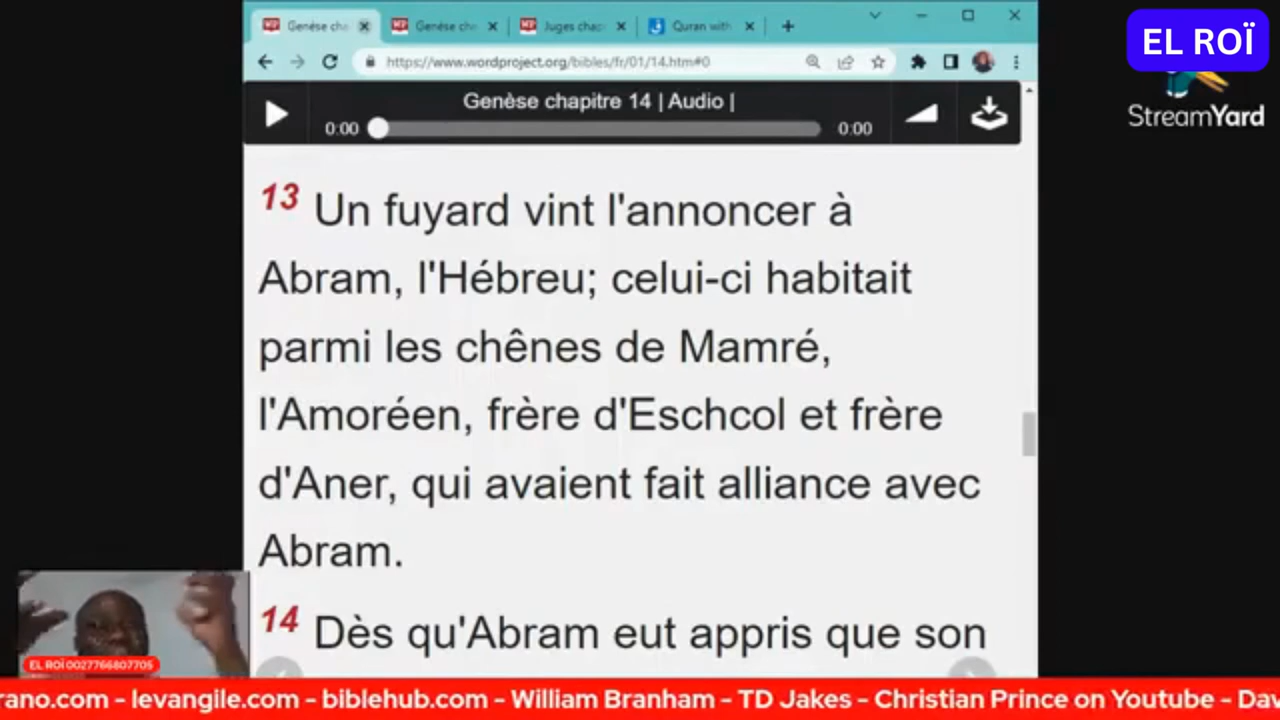 Genèse cha
Genèse ch
Juges chap
Quran with
EL ROÏ
https://www.wordproject.org/bibles/fr/01/14.htm#0
StreamYard
Genèse chapitre 14 | Audio |
0:00
0:00
13 Un fuyard vint l'annoncer à
Abram, l'Hébreu; celui-ci habitait
parmi les chênes de Mamré,
l'Amoréen, frère d'Eschcol et frère
d'Aner, qui avaient fait alliance avec
Abram.
14 Dès qu'Abram eut appris que son
EL ROÏ 0027766807705
rano.com - levangile.com - biblehub.com - William Branham - TD Jakes - Christian Prince on Youtube - Dav